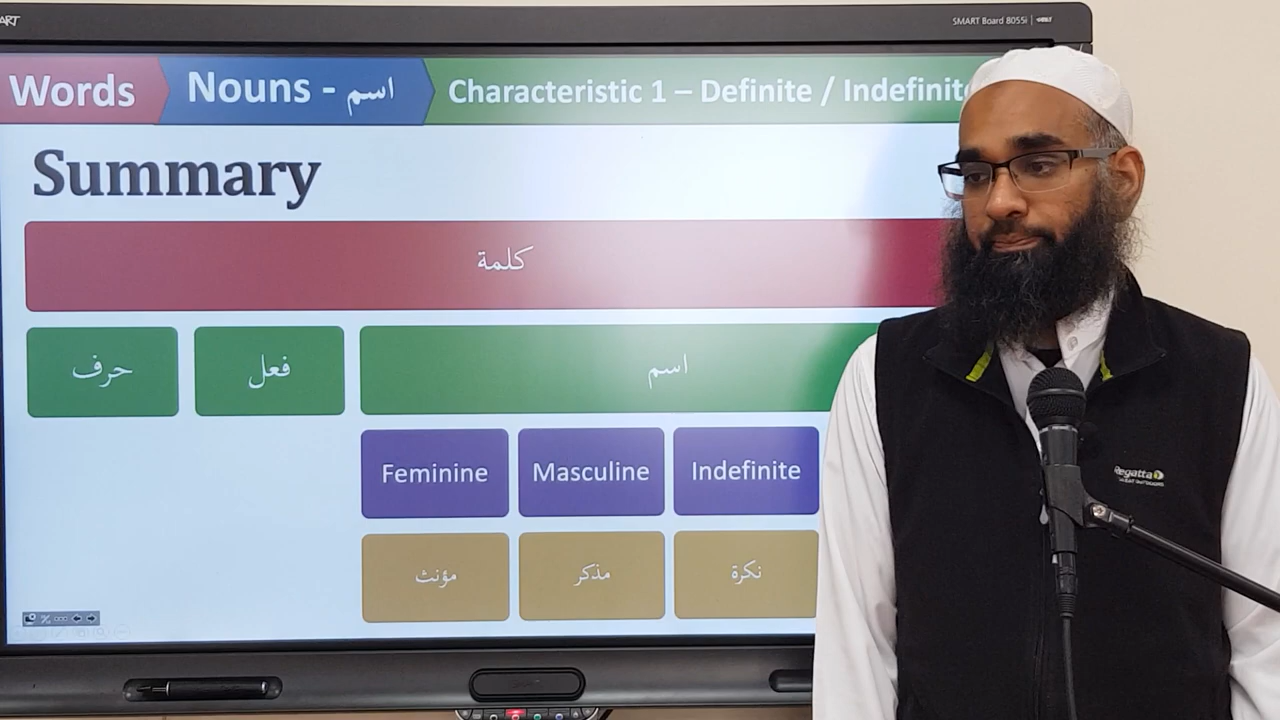 SMART Board 8055i
Words
Nouns - اسم
Characteristic 1 – Definite / Indefinite
Summary
كلمة
حرف
فعل
اسم
Feminine
Masculine
Indefinite
مؤنث
مذكر
نكرة
Regatta